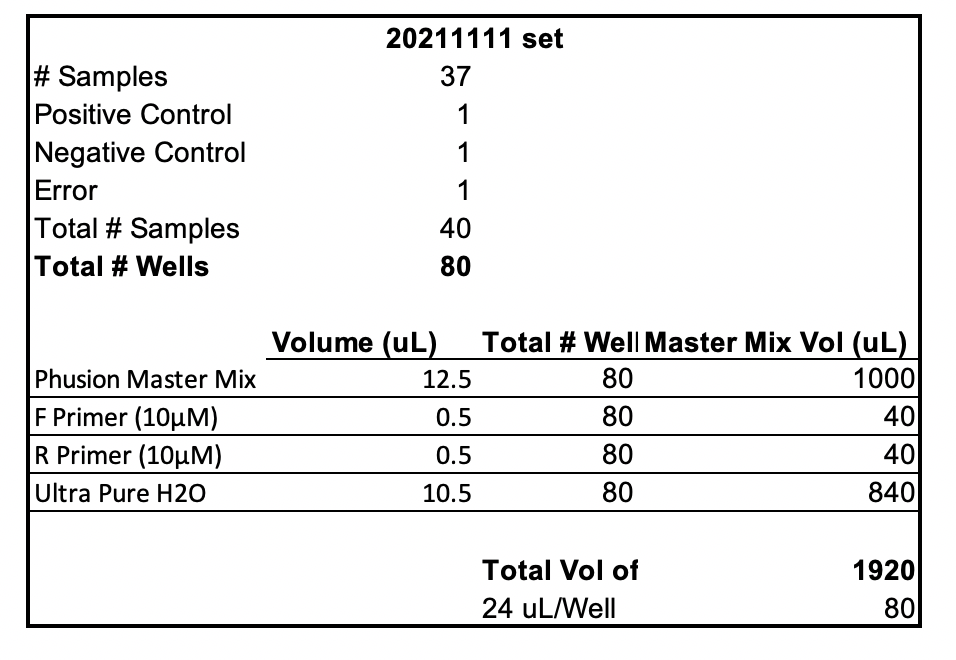 20211111 set
# Samples 37
Positive Control 1
Negative Control 1
Error 1
Total # Samples 40
Total # Wells 80
Volume (uL) Total # Well Master Mix Vol (uL)
Phusion Master Mix 12.5 80 1000
F Primer (10µM) 0.5 80 40
R Primer (10µM) 0.5 80 40
Ultra Pure H2O 10.5 80 840
Total Vol of 1920
24 uL/Well 80